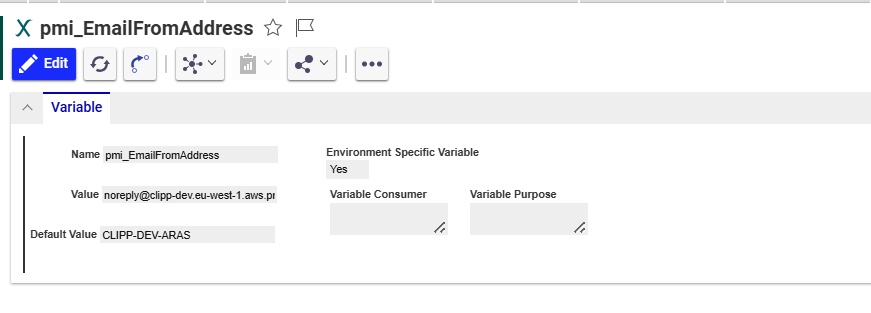 pmi_EmailFromAddress
Edit
Variable
Name pmi_EmailFromAddress
Environment Specific Variable
Yes
Value noreply@clipp-dev.eu-west-1.aws.pr
Variable Consumer Variable Purpose
Default Value CLIPP-DEV-ARAS